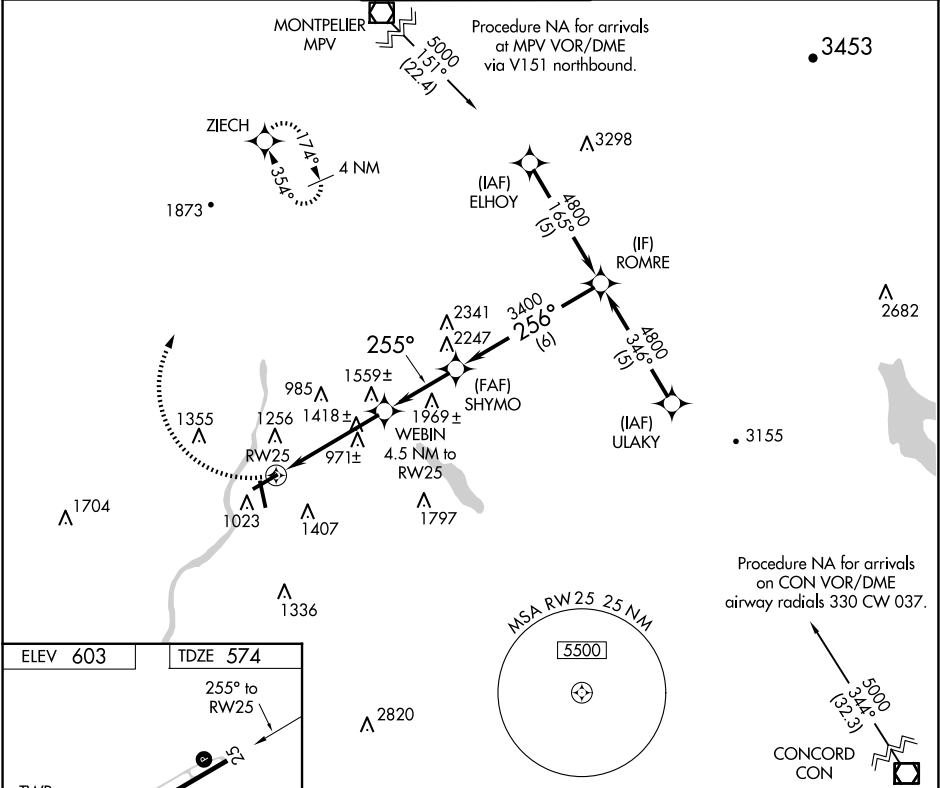 MONTPELIER
MPV
5000
151°
(22.4)
Procedure NA for arrivals
at MPV VOR/DME
via V151 northbound.
3453
ZIECH
174°
354°
4 NM
3298
(IAF)
ELHOY
4800
165°
(5)
1873
(IF)
ROMRE
2682
3400
256°
(6)
4800
346°
(5)
2341
2247
255°
(FAF)
SHYMO
1559±
985
1418±
1969±
(IAF)
ULAKY
3155
1355
1256
RW25
971±
WEBIN
4.5 NM to
RW25
1704
1023
1407
1797
1336
Procedure NA for arrivals
on CON VOR/DME
airway radials 330 CW 037.
MSA RW25 25 NM
5500
5000
344°
(32.3)
CONCORD
CON
ELEV 603
TDZE 574
255° to
RW25
25
P
2820